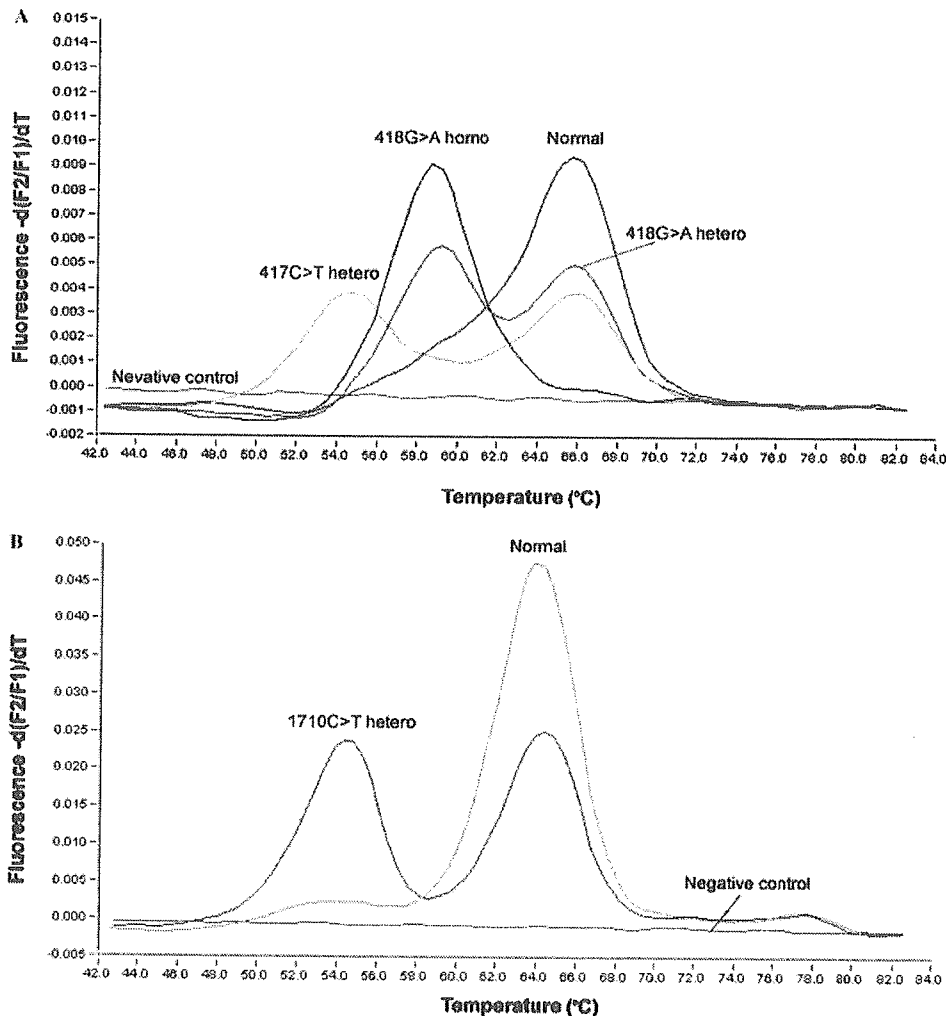 A
0.015
0.014
0.013
0.012
0.011
0.010
0.009
0.008
0.007
0.006
0.005
0.004
0.003
0.002
0.001
0.000
-0.001
-0.002
Fluorescence -d(F2/F1)/dT
418G>A homo
Normal
418G>A hetero
417C>T hetero
Nevative control
42.0 44.0 46.0 48.0 50.0 52.0 54.0 56.0 58.0 60.0 62.0 64.0 66.0 68.0 70.0 72.0 74.0 76.0 78.0 80.0 82.0 84.0
Temperature (°C)
B
0.050
0.045
0.040
0.035
0.030
0.025
0.020
0.015
0.010
0.005
0.000
-0.005
Fluorescence -d(F2/F1)/dT
Normal
1710C>T hetero
Negative control
42.0 44.0 46.0 48.0 50.0 52.0 54.0 56.0 58.0 60.0 62.0 64.0 66.0 68.0 70.0 72.0 74.0 76.0 78.0 80.0 82.0 84.0
Temperature (°C)